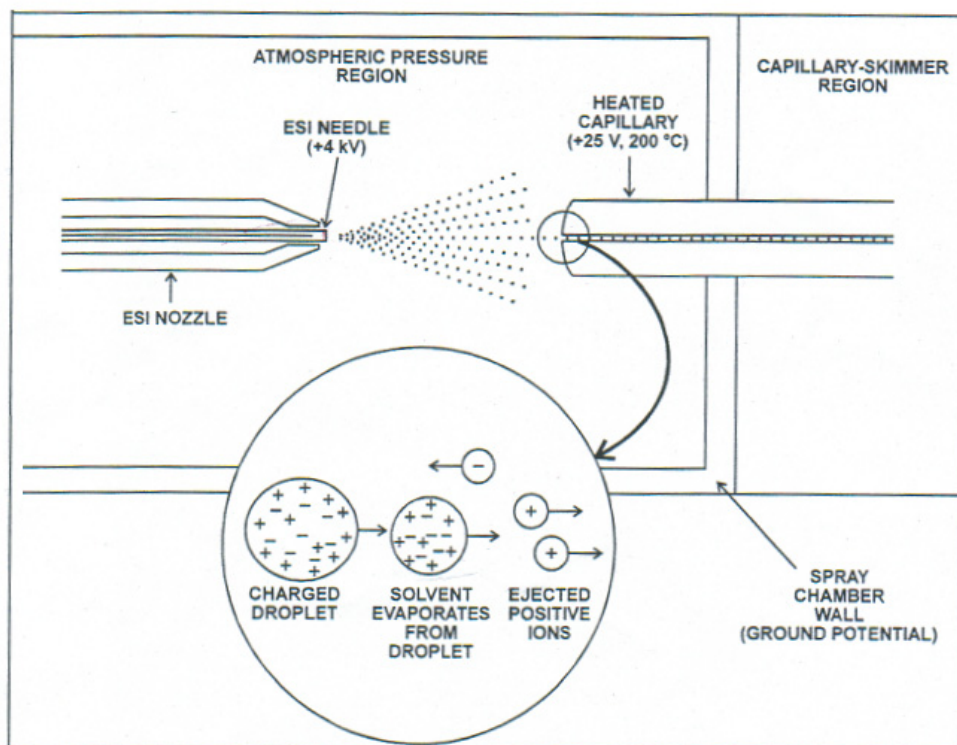 ATMOSPHERIC PRESSURE
REGION
CAPILLARY-SKIMMER
REGION
ESI NEEDLE
(+4 kV)
HEATED
CAPILLARY
(+25 V, 200 °C)
ESI NOZZLE
CHARGED
DROPLET
SOLVENT
EVAPORATES
FROM
DROPLET
EJECTED
POSITIVE
IONS
SPRAY
CHAMBER
WALL
(GROUND POTENTIAL)